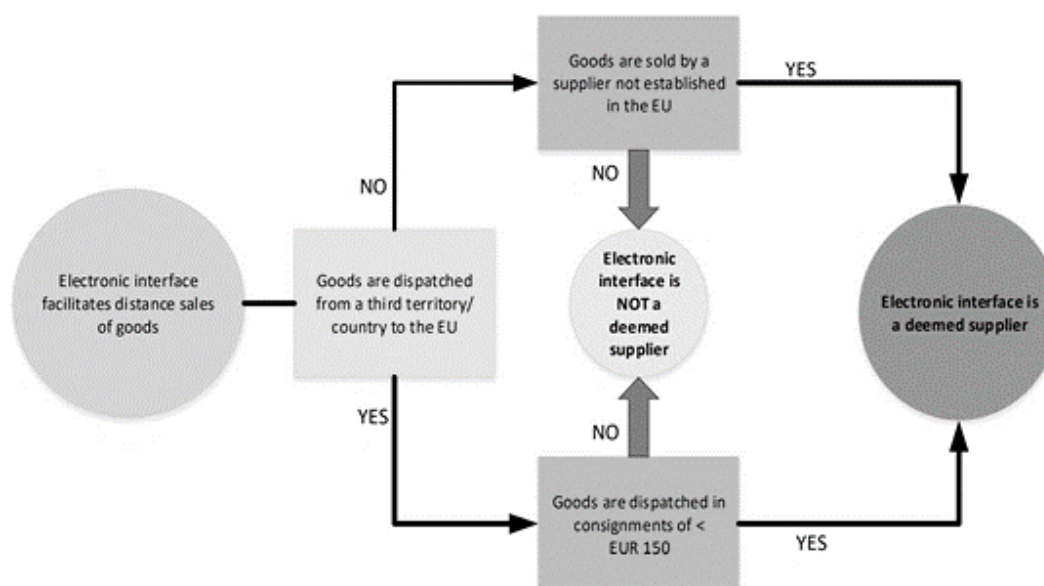 Electronic interface
facilitates distance sales
of goods
Goods are dispatched
from a third territory/
country to the EU
NO
YES
Goods are sold by a
supplier not established
in the EU
YES
NO
Electronic
interface is
NOT a
deemed
supplier
NO
Goods are dispatched in
consignments of <
EUR 150
YES
Electronic interface is
a deemed supplier